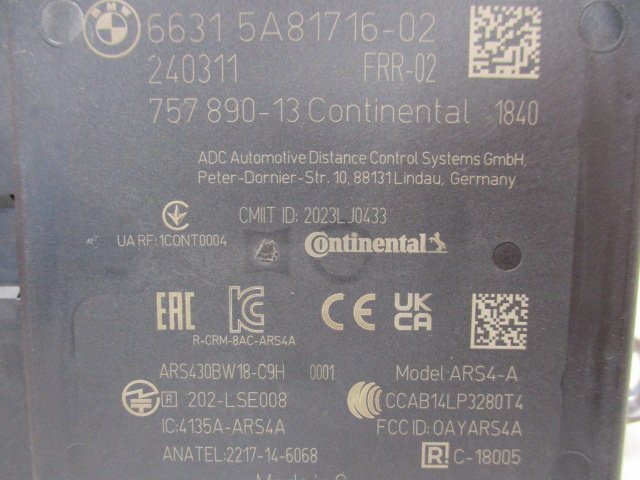 BMW 6631 5A81716-02
240311 FRR-02
757 890-13 Continental 1840
ADC Automotive Distance Control Systems GmbH,
Peter-Dornier-Str. 10, 88131 Lindau, Germany
CMIIT ID: 2023LJ0433
UA RF: 1CONT0004 Continental
EAC CE UK CA
R-CRM-8AC-ARS4A
ARS430BW18-C9H 0001 Model ARS4-A
R 202-LSE008 CCAB14LP3280T4
IC:4135A-ARS4A FCC ID: OAYARS4A
ANATEL: 2217-14-6068 R C-18005
Made in